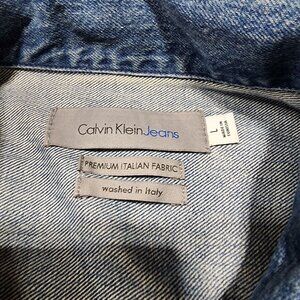 Calvin Klein Jeans
L
PREMIUM ITALIAN FABRIC
washed in Italy